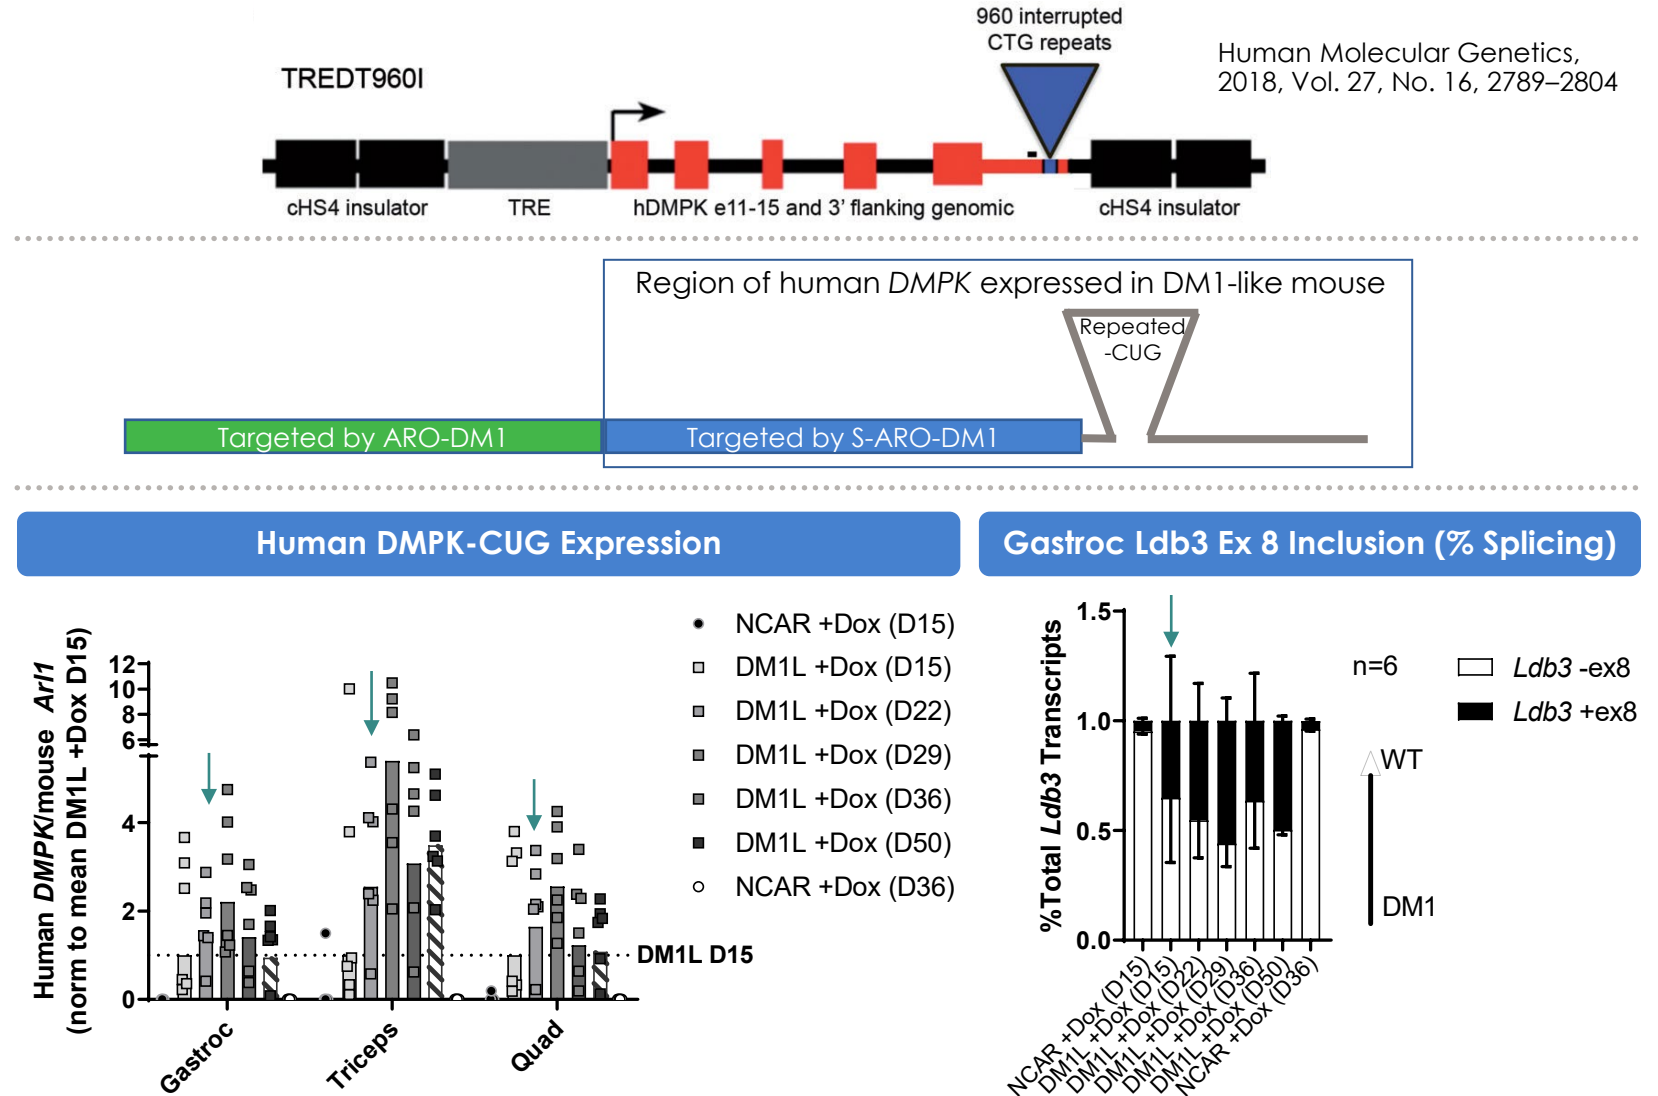 960 interrupted
CTG repeats
Human Molecular Genetics,
2018, Vol. 27, No. 16, 2789–2804
TREDT960I
cHS4 insulator
TRE
hDMPK e11-15 and 3' flanking genomic
cHS4 insulator
Region of human DMPK expressed in DM1-like mouse
Repeated
-CUG
Targeted by ARO-DM1
Targeted by S-ARO-DM1
Human DMPK-CUG Expression
Human DMPK/mouse Arl1
(norm to mean DM1L +Dox D15)
12
10
8
6
4
2
0
DM1L D15
Gastroc
Triceps
Quad
NCAR +Dox (D15)
DM1L +Dox (D15)
DM1L +Dox (D22)
DM1L +Dox (D29)
DM1L +Dox (D36)
DM1L +Dox (D50)
NCAR +Dox (D36)
Gastroc Ldb3 Ex 8 Inclusion (% Splicing)
%Total Ldb3 Transcripts
1.5
1.0
0.5
0.0
n=6
Ldb3 -ex8
Ldb3 +ex8
WT
DM1
NCAR +Dox (D15)
DM1L +Dox (D15)
DM1L +Dox (D22)
DM1L +Dox (D29)
DM1L +Dox (D36)
DM1L +Dox (D50)
NCAR +Dox (D36)